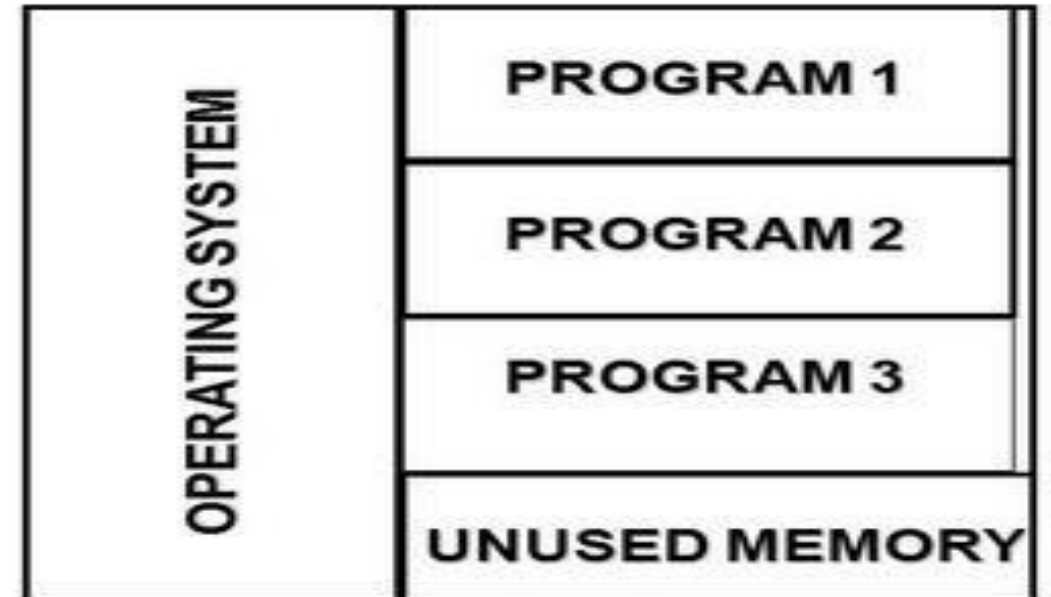 OPERATING SYSTEM
PROGRAM 1
PROGRAM 2
PROGRAM 3
UNUSED MEMORY